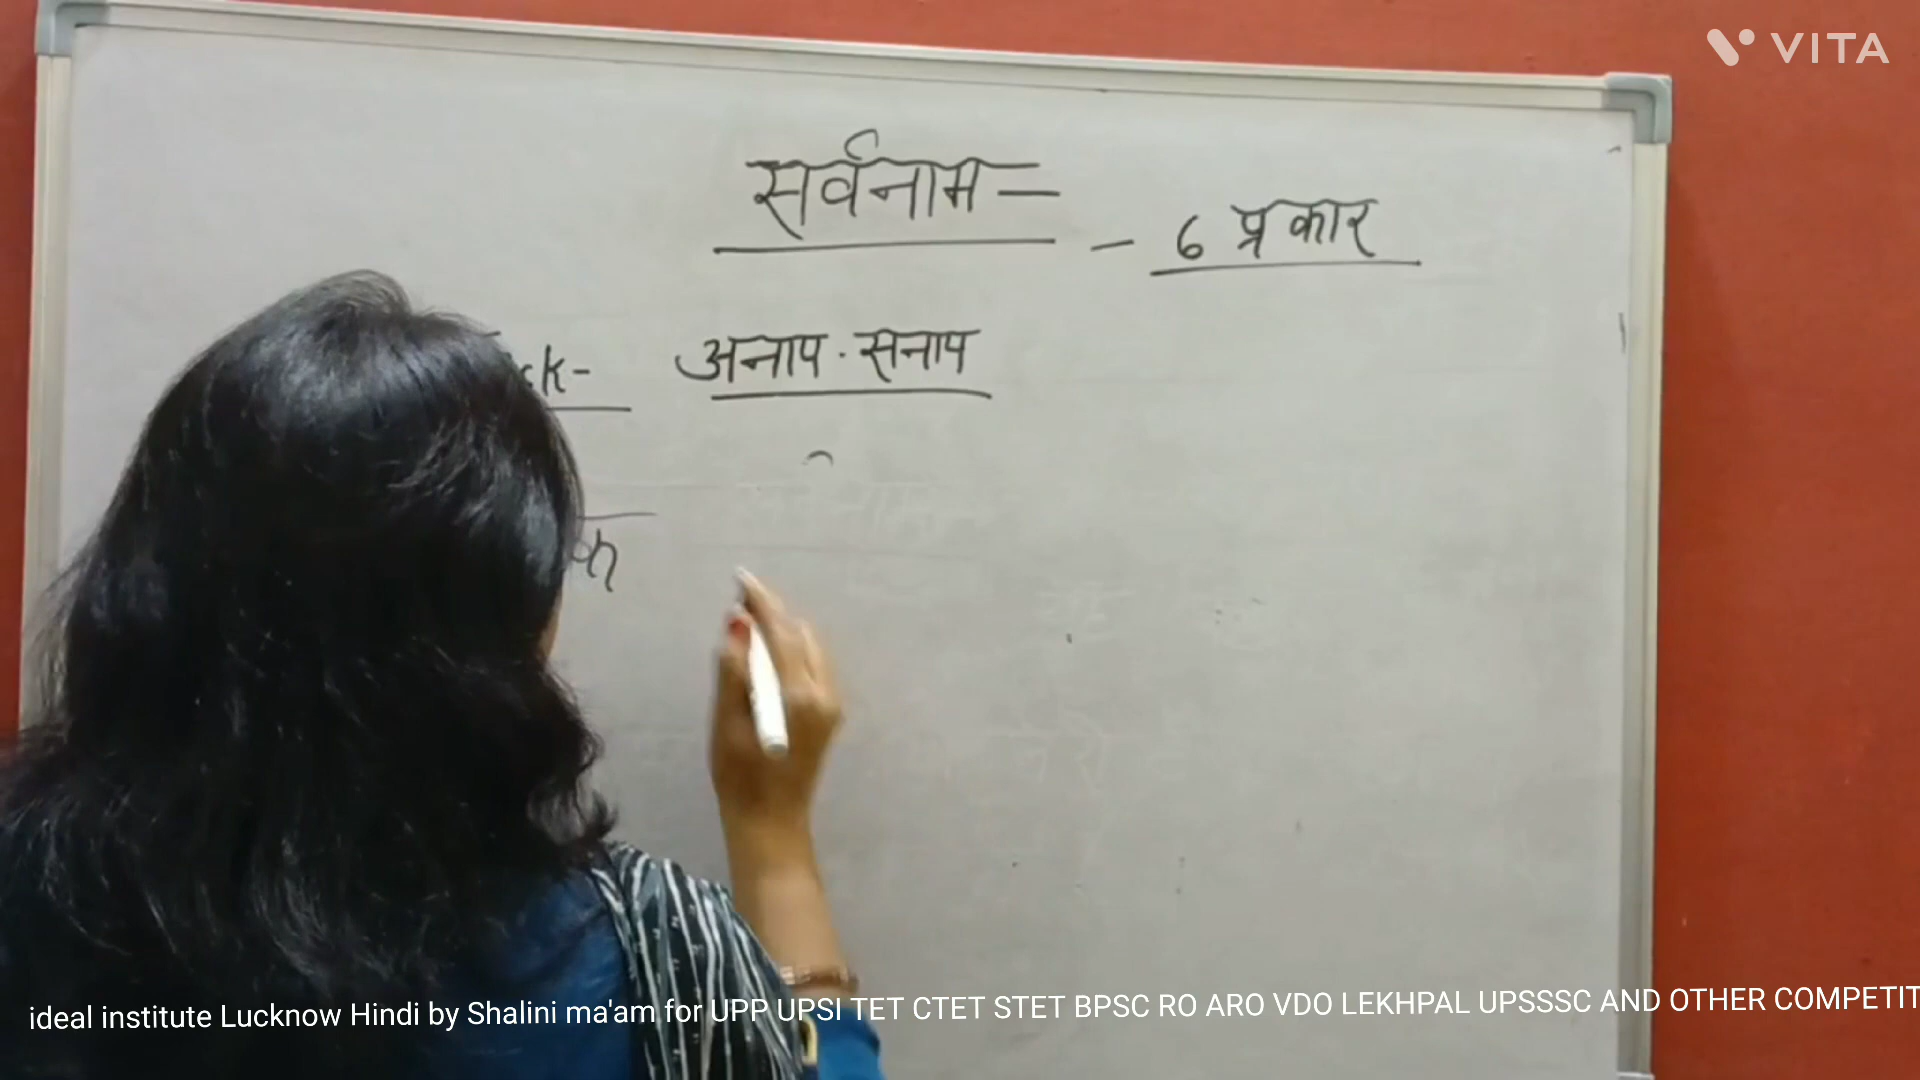 VITA
सर्वनाम =
- 6 प्रकार
अनाप . सनाप
ideal institute Lucknow Hindi by Shalini ma'am for UPP UPSI TET CTET STET BPSC RO ARO VDO LEKHPAL UPSSSC AND OTHER COMPETIT